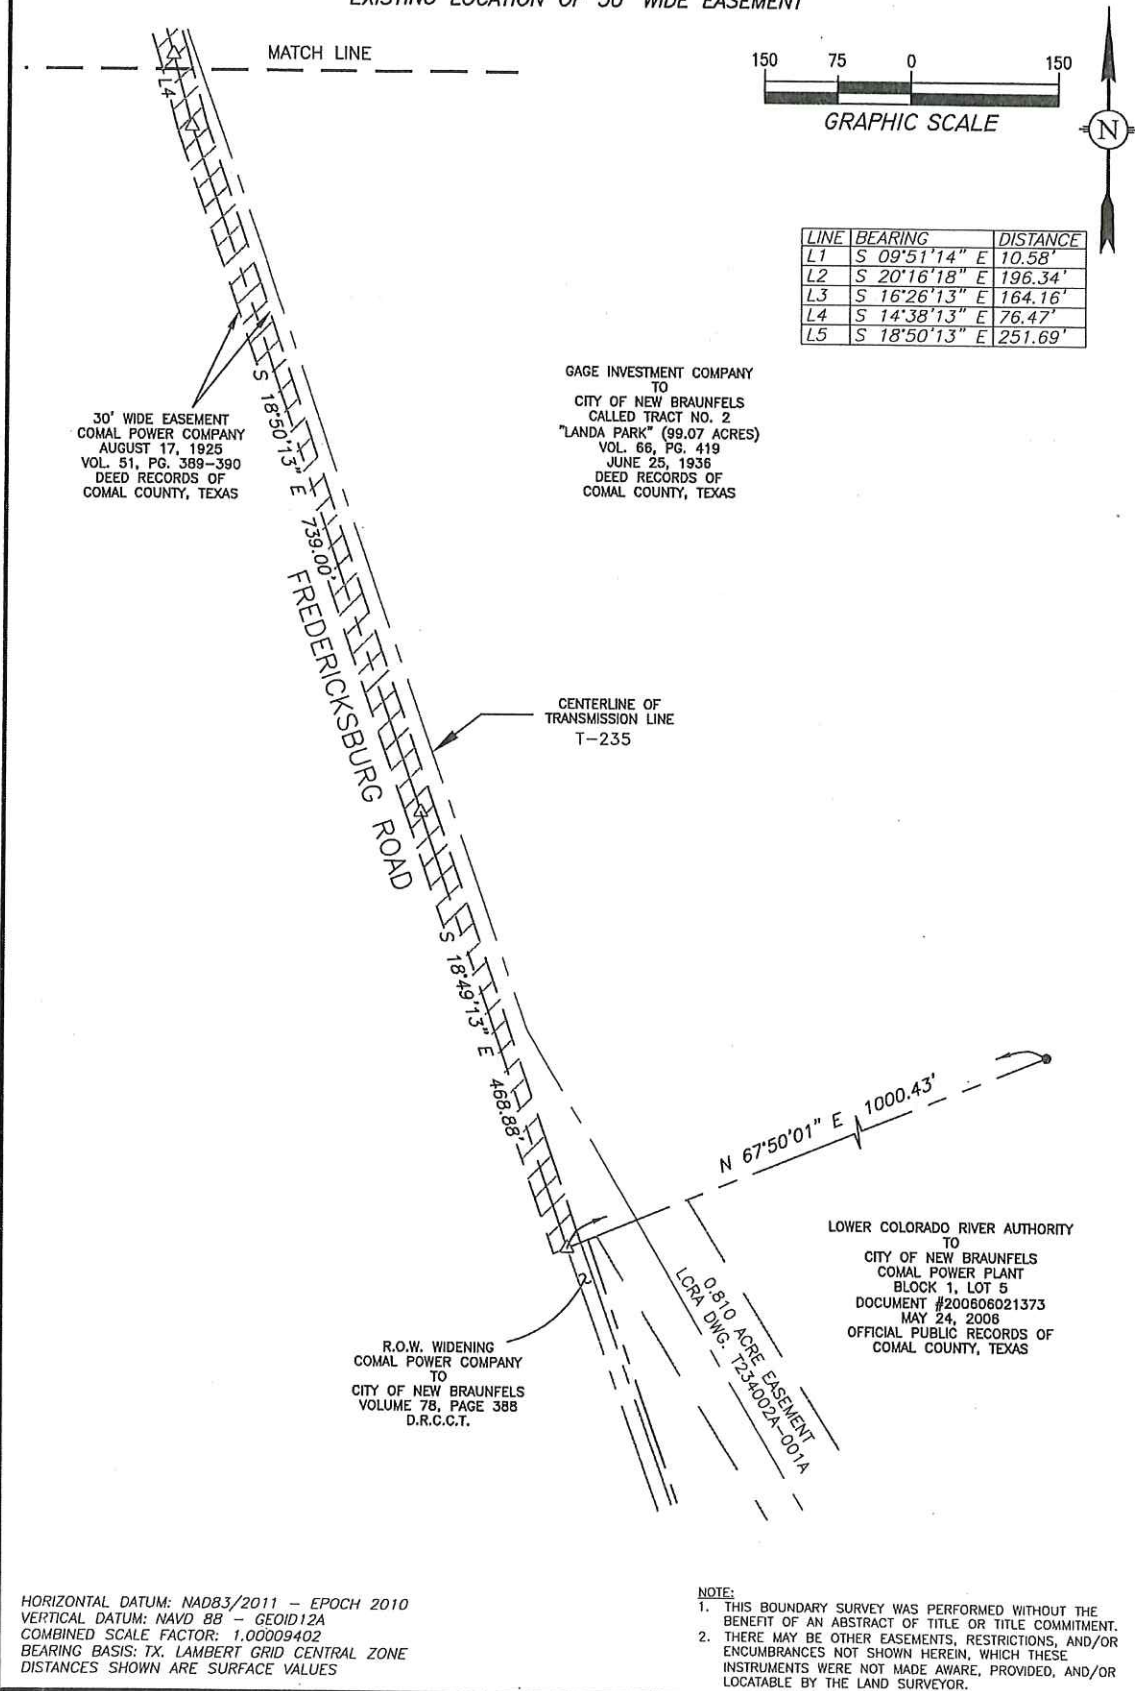 EXISTING LOCATION OF 30' WIDE EASEMENT
MATCH LINE
150 75 0 150
GRAPHIC SCALE
N
L4
LINE BEARING DISTANCE
L1 S 09°51'14" E 10.58'
L2 S 20°16'18" E 196.34'
L3 S 16°26'13" E 164.16'
L4 S 14°38'13" E 76.47'
L5 S 18°50'13" E 251.69'
30' WIDE EASEMENT
COMAL POWER COMPANY
AUGUST 17, 1925
VOL. 51, PG. 389-390
DEED RECORDS OF
COMAL COUNTY, TEXAS
GAGE INVESTMENT COMPANY
TO
CITY OF NEW BRAUNFELS
CALLED TRACT NO. 2
"LANDA PARK" (99.07 ACRES)
VOL. 66, PG. 419
JUNE 25, 1936
DEED RECORDS OF
COMAL COUNTY, TEXAS
S 18°50'13" E 739.00'
FREDERICKSBURG ROAD
CENTERLINE OF
TRANSMISSION LINE
T-235
S 18°49'13" E 468.88'
N 67°50'01" E 1000.43'
LOWER COLORADO RIVER AUTHORITY
TO
CITY OF NEW BRAUNFELS
COMAL POWER PLANT
BLOCK 1, LOT 5
DOCUMENT #200606021373
MAY 24, 2006
OFFICIAL PUBLIC RECORDS OF
COMAL COUNTY, TEXAS
0.810 ACRE EASEMENT
LCRA DWG. T234002A-001A
R.O.W. WIDENING
COMAL POWER COMPANY
TO
CITY OF NEW BRAUNFELS
VOLUME 78, PAGE 388
D.R.C.C.T.
HORIZONTAL DATUM: NAD83/2011 - EPOCH 2010
VERTICAL DATUM: NAVD 88 - GEOID12A
COMBINED SCALE FACTOR: 1.00009402
BEARING BASIS: TX. LAMBERT GRID CENTRAL ZONE
DISTANCES SHOWN ARE SURFACE VALUES
NOTE:
1. THIS BOUNDARY SURVEY WAS PERFORMED WITHOUT THE
BENEFIT OF AN ABSTRACT OF TITLE OR TITLE COMMITMENT.
2. THERE MAY BE OTHER EASEMENTS, RESTRICTIONS, AND/OR
ENCUMBRANCES NOT SHOWN HEREIN, WHICH THESE
INSTRUMENTS WERE NOT MADE AWARE, PROVIDED, AND/OR
LOCATABLE BY THE LAND SURVEYOR.